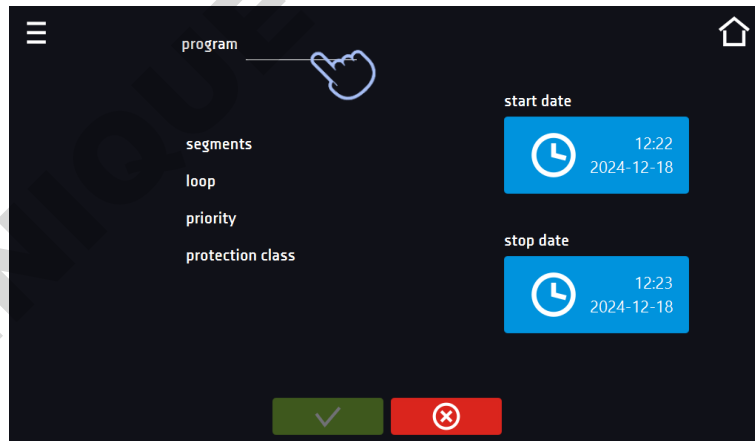 program
start date
12:22
2024-12-18
segments
loop
priority
protection class
stop date
12:23
2024-12-18